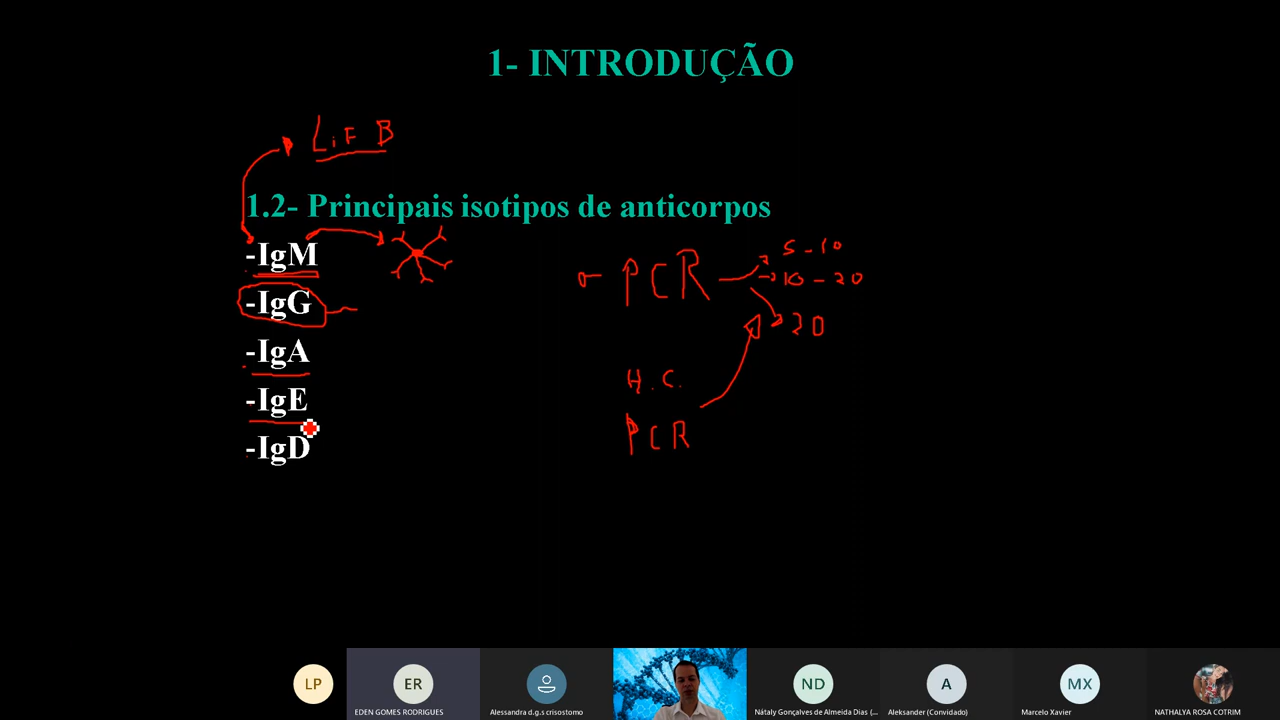 1- INTRODUÇÃO
LiF B
1.2- Principais isotipos de anticorpos
-IgM
-IgG
-IgA
-IgE
-IgD
PCR
5-10
10-20
20
H.C.
PCR
LP
ER
ND
A
MX
EDEN GOMES RODRIGUES
Alessandra d.g.s crisostomo
Nátaly Gonçalves de Almeida Dias (...
Aleksander (Convidado)
Marcelo Xavier
NATHALYA ROSA COTRIM